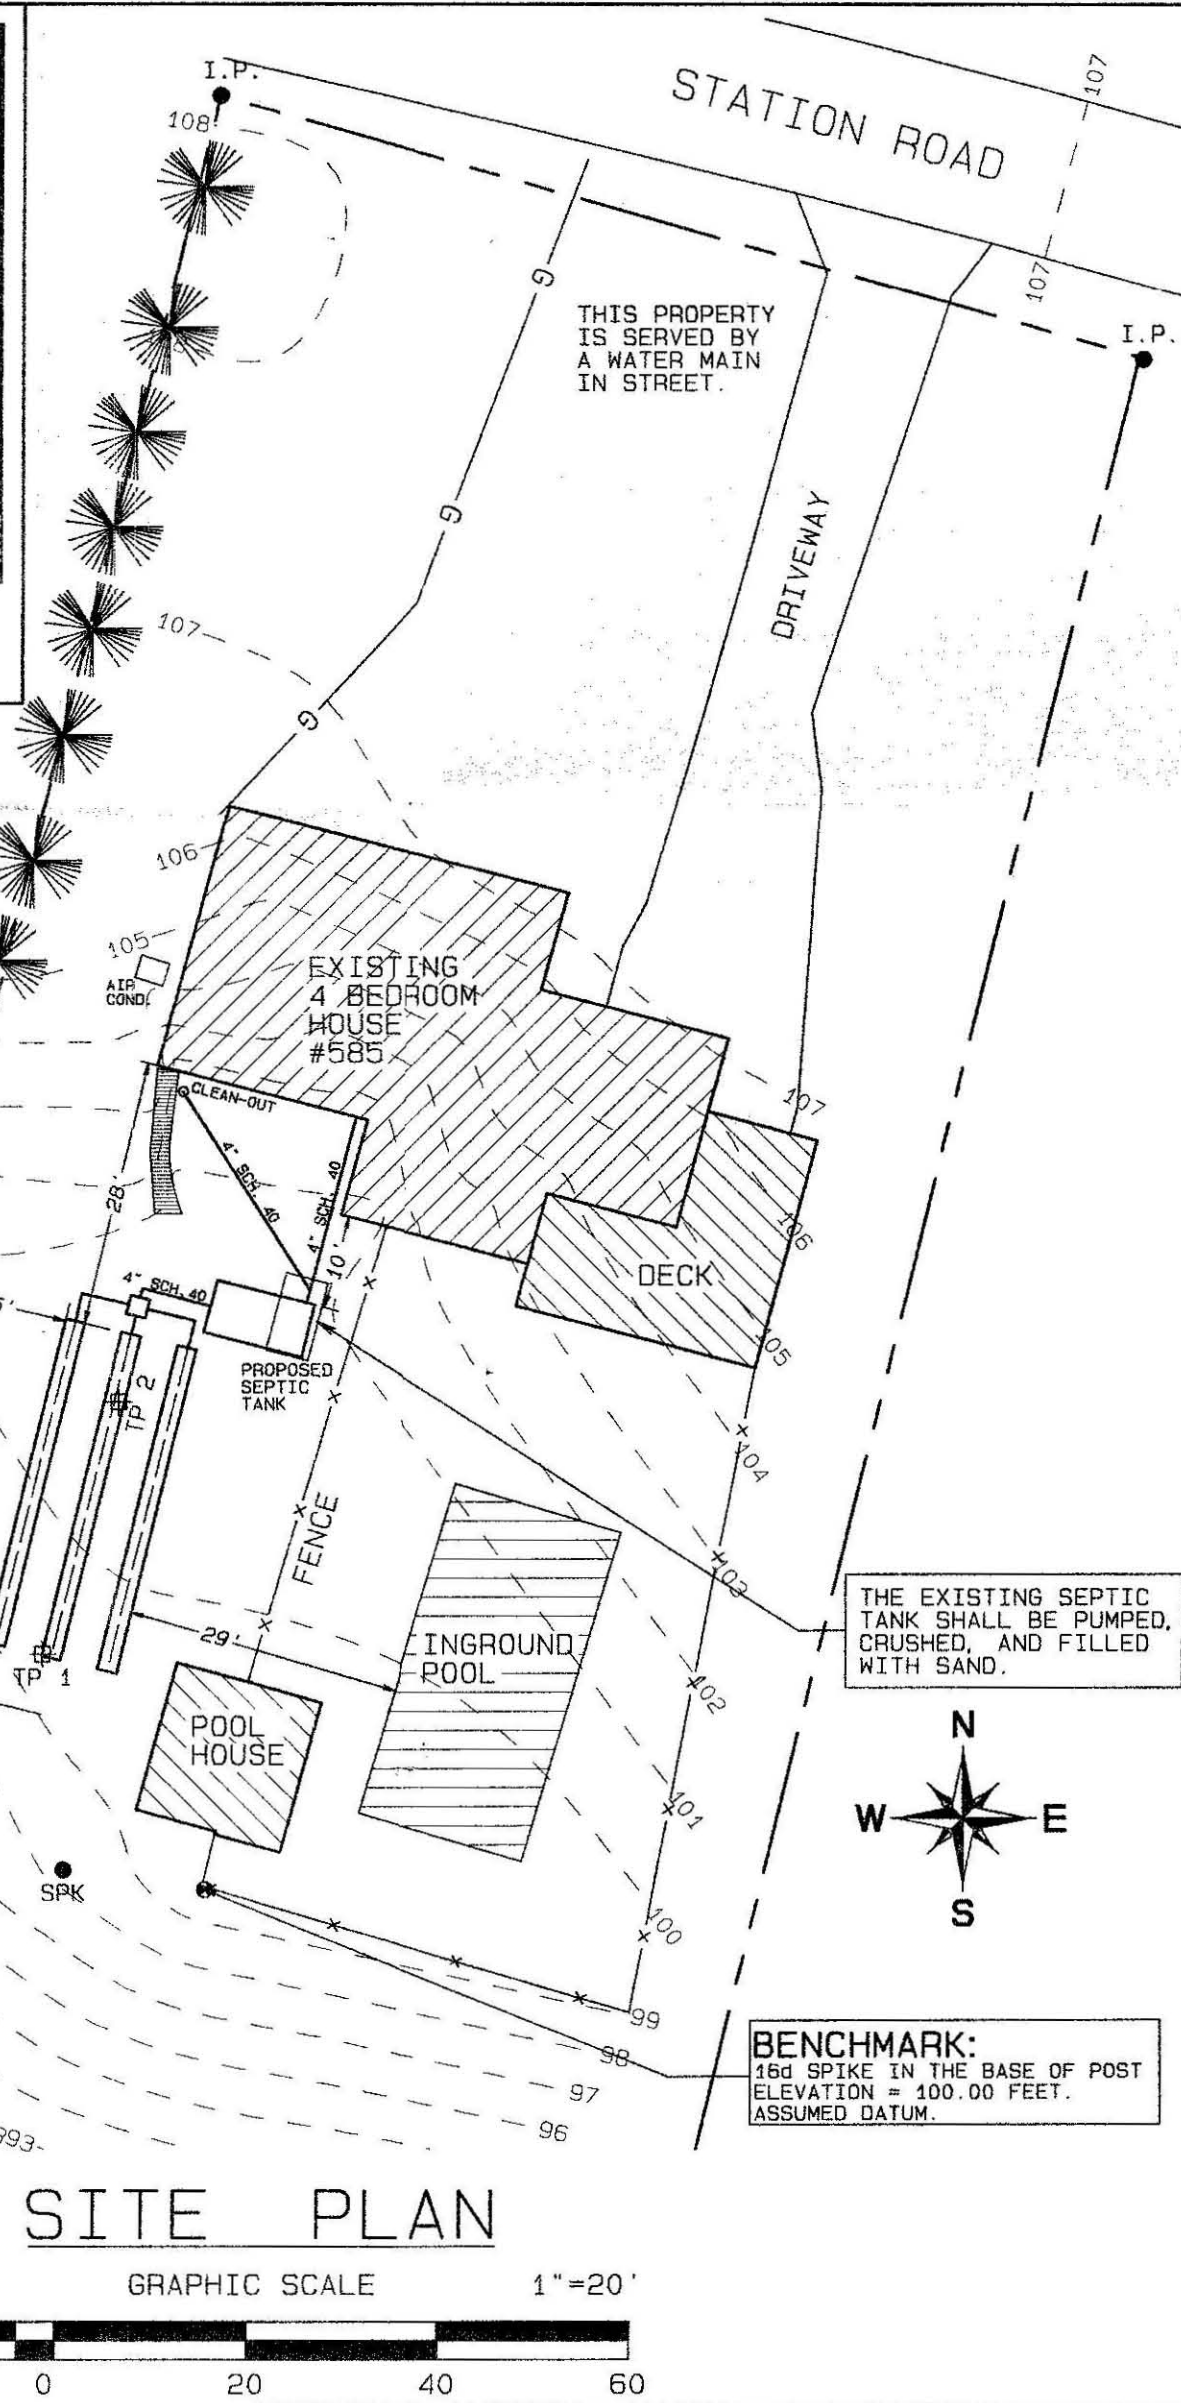 I.P.
STATION ROAD
107
108
107
G
THIS PROPERTY
IS SERVED BY
A WATER MAIN
IN STREET.
I.P.
G
DRIVEWAY
107
G
106
105
AIR
COND.
EXISTING
4 BEDROOM
HOUSE
#585
107
CLEAN-OUT
4" SCH. 40
4" SCH. 40
28'
106
10'
DECK
4" SCH. 40
105
PROPOSED
SEPTIC
TANK
TP 2
104
FENCE
103
THE EXISTING SEPTIC
TANK SHALL BE PUMPED,
CRUSHED, AND FILLED
WITH SAND.
29'
INGROUND
POOL
TP 1
102
POOL
HOUSE
N
W E
S
101
SPK
100
99
98
97
96
BENCHMARK:
16d SPIKE IN THE BASE OF POST
ELEVATION = 100.00 FEET.
ASSUMED DATUM.
SITE PLAN
GRAPHIC SCALE 1"=20'
0 20 40 60